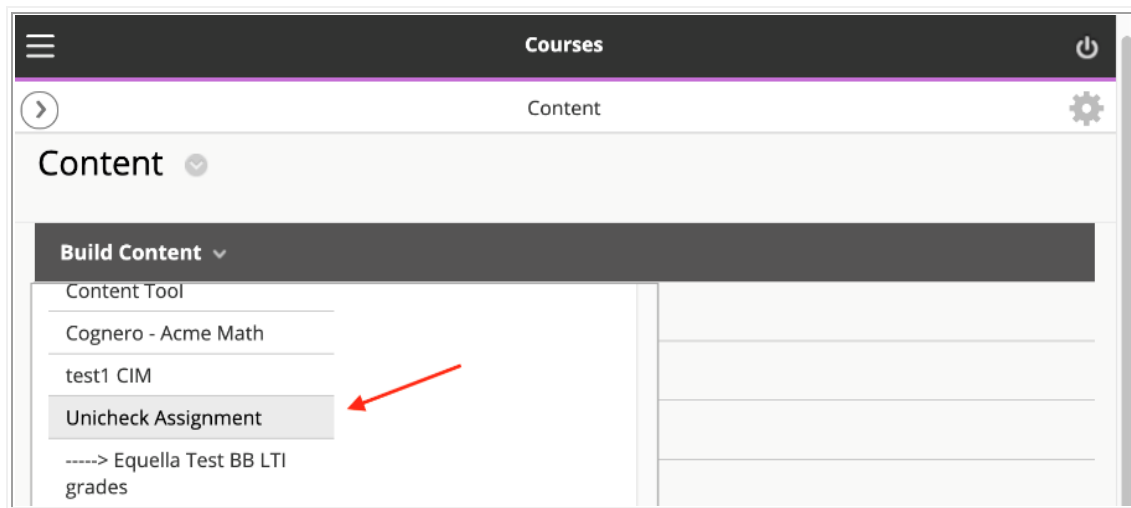 Courses
Content
Content
Build Content
Content Tool
Cognero - Acme Math
test1 CIM
Unicheck Assignment
-----> Equella Test BB LTI
grades